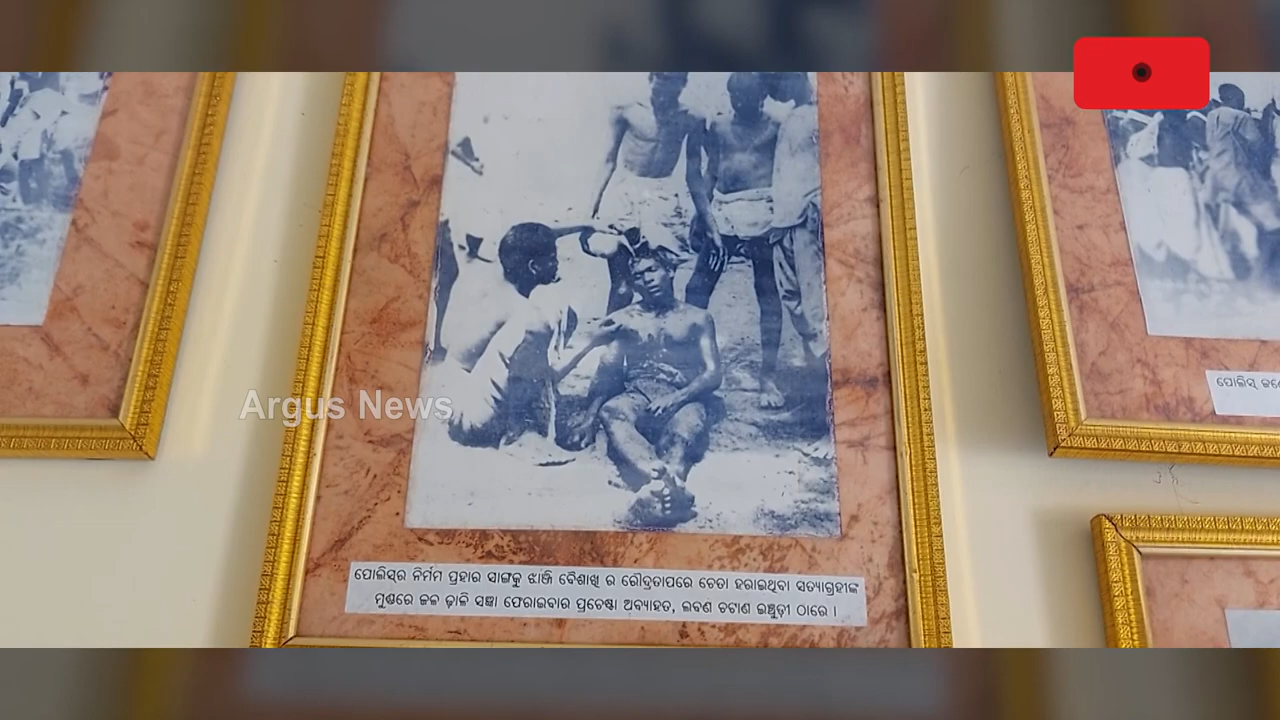 Argus News
ପୋଲିସ୍‌ର ନିର୍ମମ ପ୍ରହାର ସାଙ୍ଗକୁ ଝାଞ୍ଜି ବୈଶାଖି ର ରୌଦ୍ରତାପରେ ଚେତା ହରାଇଥିବା ସତ୍ୟାଗ୍ରହୀଙ୍କ
ମୁଣ୍ଡରେ ଜଳ ଢ଼ାଳି ସଜ୍ଞା ଫେରାଇବାର ପ୍ରଚେଷ୍ଟା ଅବ୍ୟାହତ, ଲବଣ ଚଟାଣ ଇଞ୍ଚୁଡ଼ୀ ଠାରେ ।
ପୋଲିସ୍